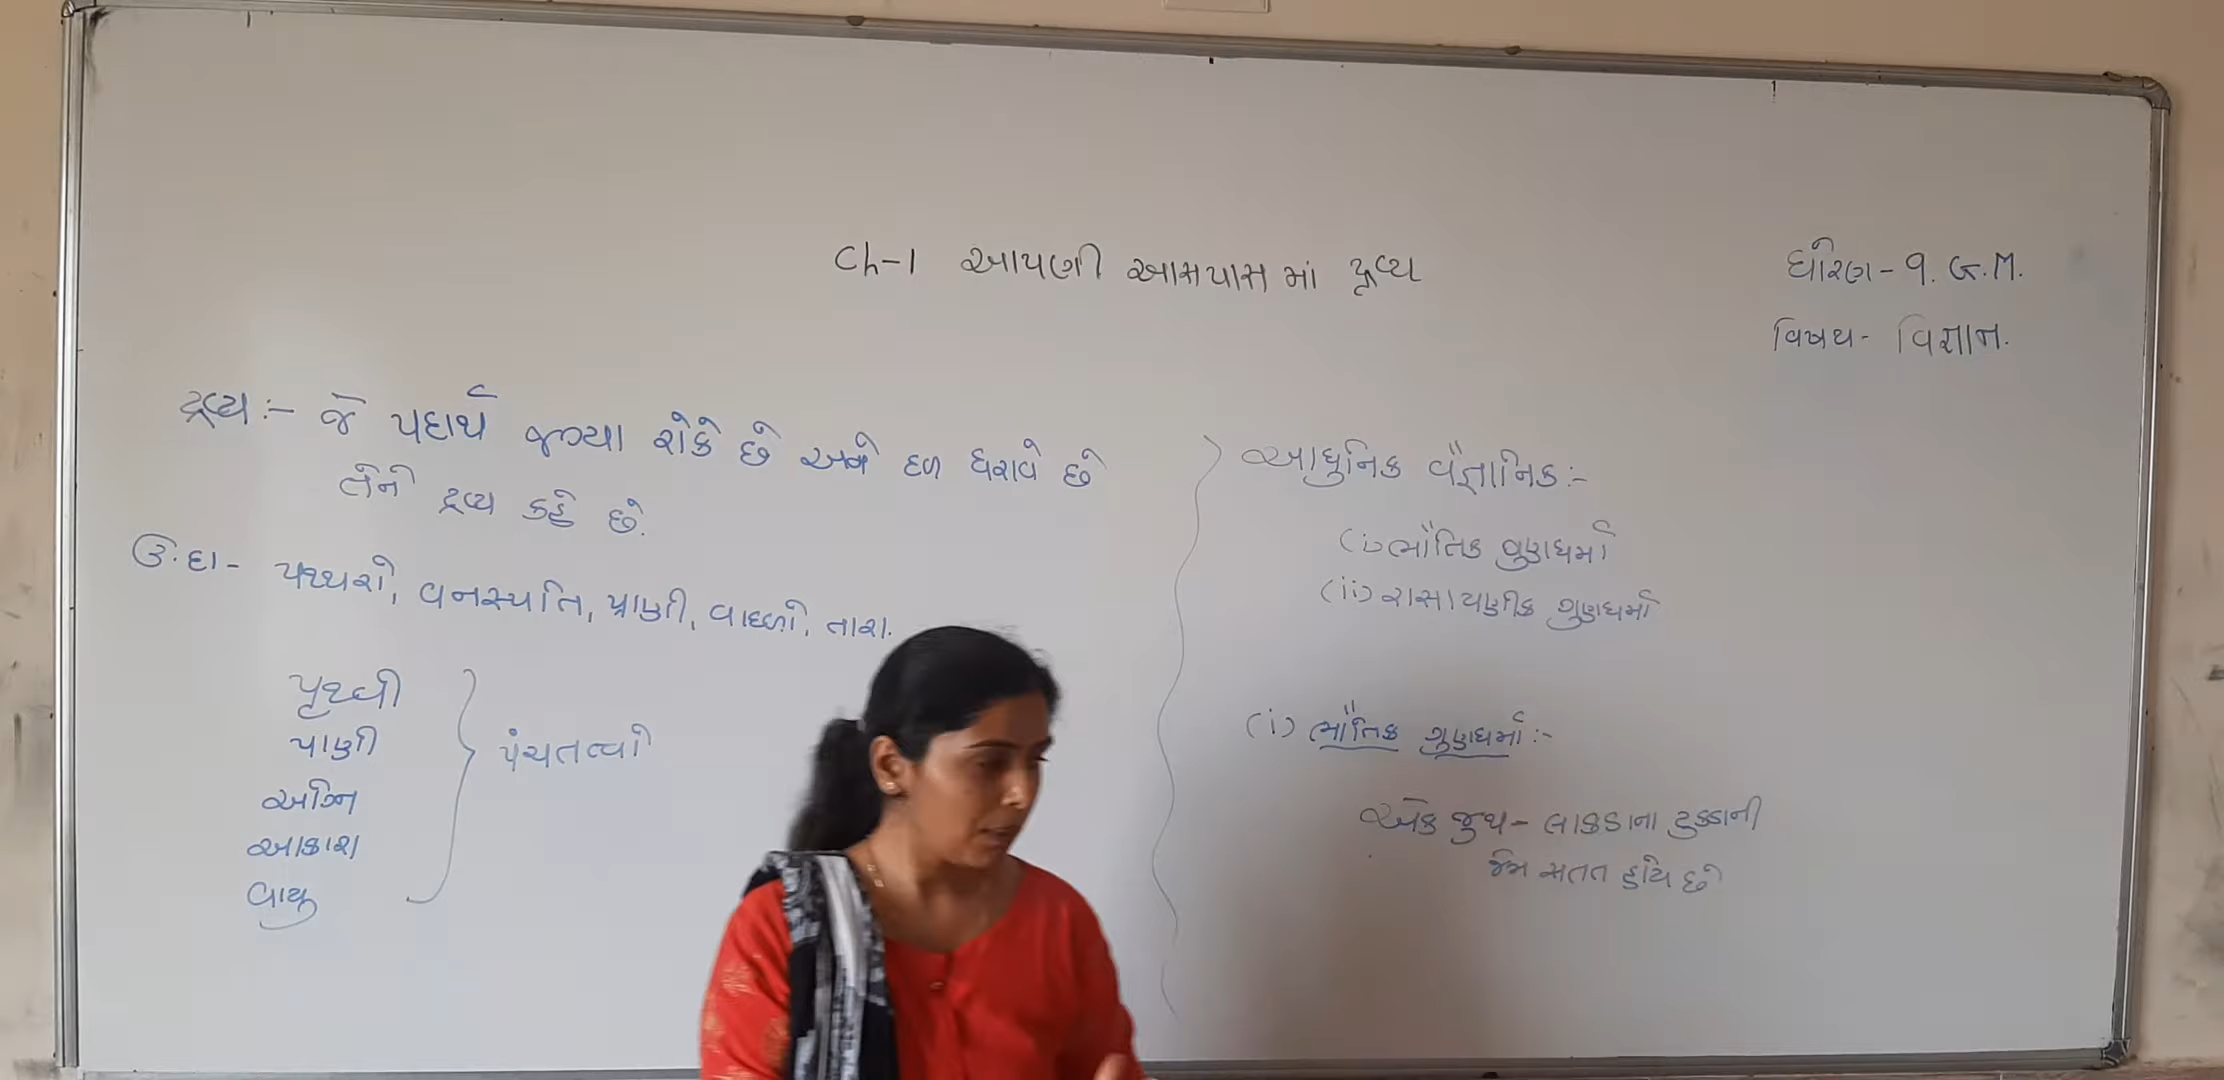 Ch-1 આપણી આસપાસ માં દ્રવ્ય
ધોરણ - 9. G.M.
વિષય - વિજ્ઞાન.
દ્રવ્ય :- જે પદાર્થ જગ્યા રોકે છે અને દળ ધરાવે છે
તેને દ્રવ્ય કહે છે.
ઉ.દા - પથ્થરો, વનસ્પતિ, પ્રાણી, વાદળો, તારા.
પૃથ્વી
પાણી
અગ્નિ
આકાશ
વાયુ
પંચતત્વો
આધુનિક વૈજ્ઞાનિક :-
(i) ભૌતિક ગુણધર્મો
(ii) રાસાયણીક ગુણધર્મો
(i) ભૌતિક ગુણધર્મો :-
એક જુથ - લાકડાના ટુકડાની
જેમ સતત હોય છે